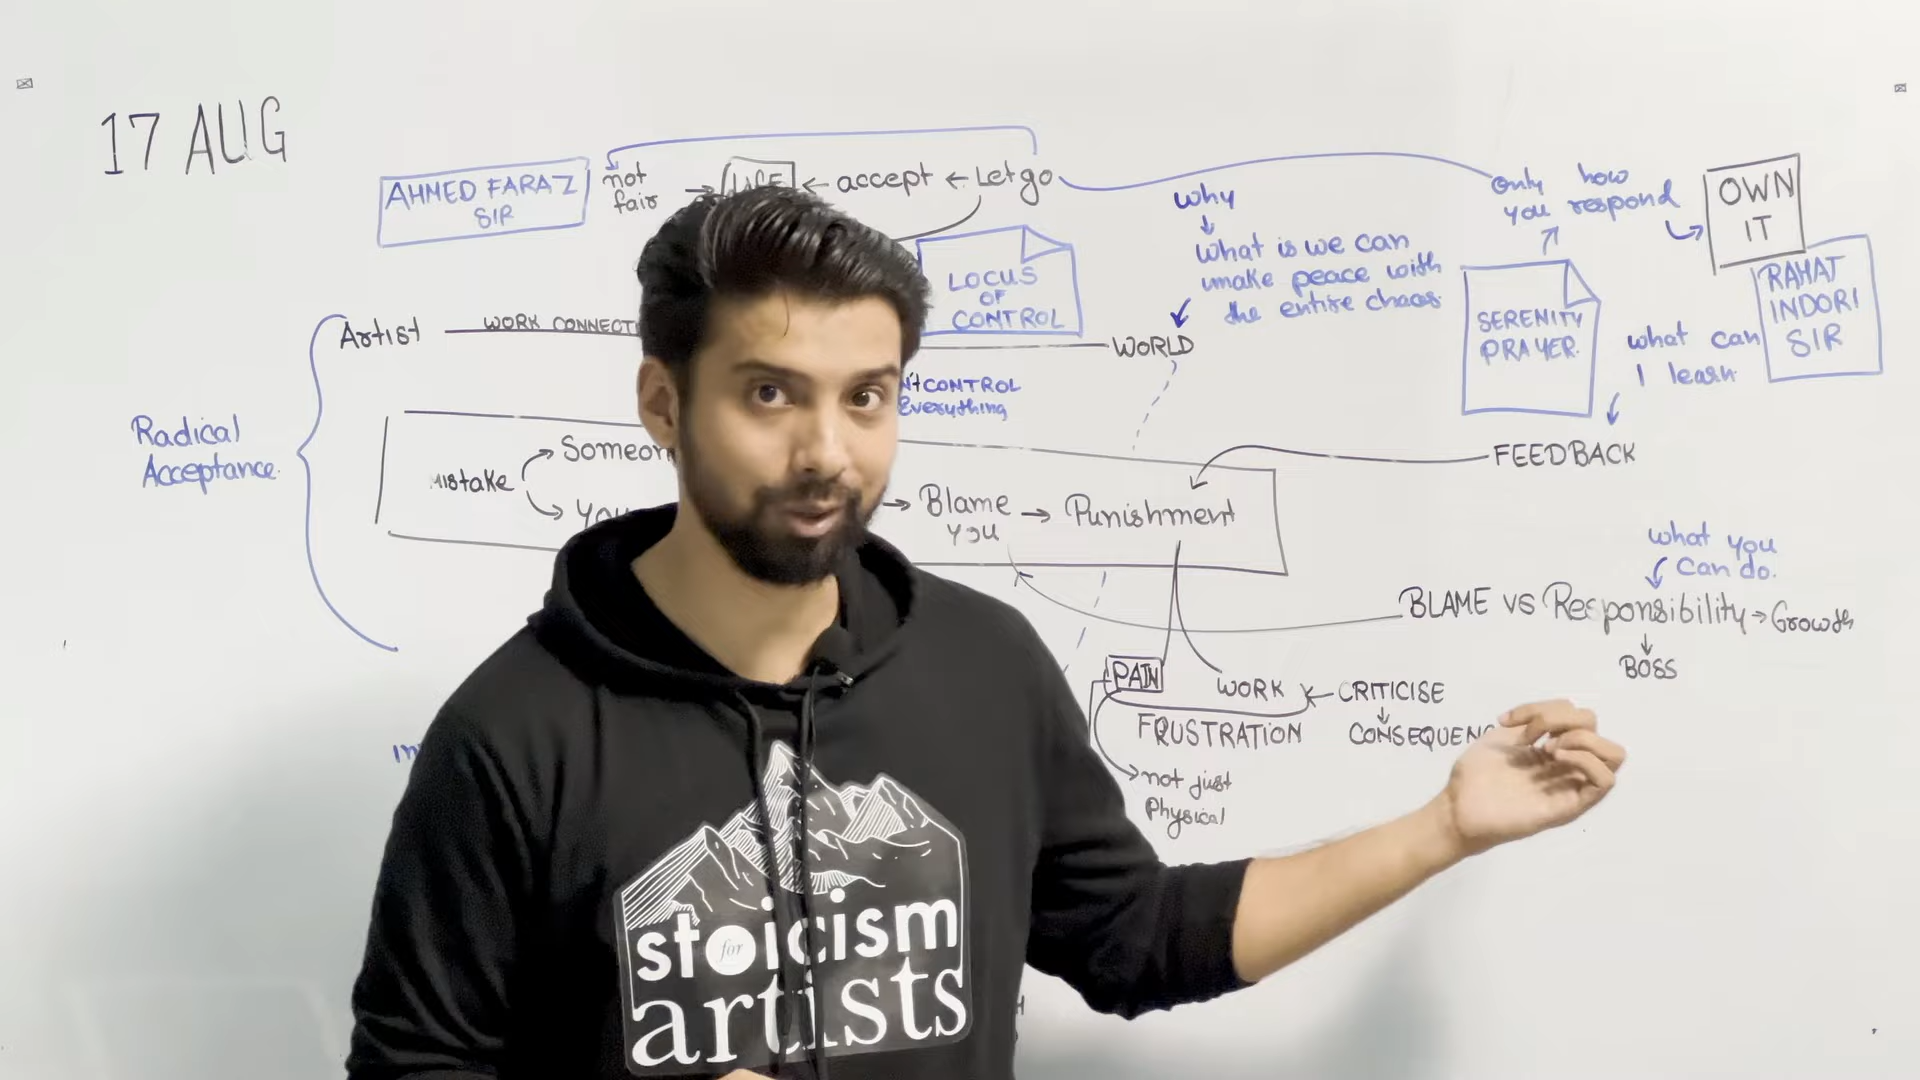 17 AUG
AHMED FARAZ
SIR
not
fair
accept
Let go
LOCUS
OF
CONTROL
why
What is we can
make peace with
the entire chaos
only how
you respond
OWN
IT
RAHAT
INDORI
SIR
SERENITY
PRAYER.
what can
I learn
Artist
WORK
WORLD
CONTROL
Everything
Radical
Acceptance.
Mistake
Blame
you
Punishment
FEEDBACK
what you
can do.
BLAME VS Responsibility
Growth
BOSS
PAIN
WORK
CRITICISE
FRUSTRATION
not just
Physical
stoicism
for
artists